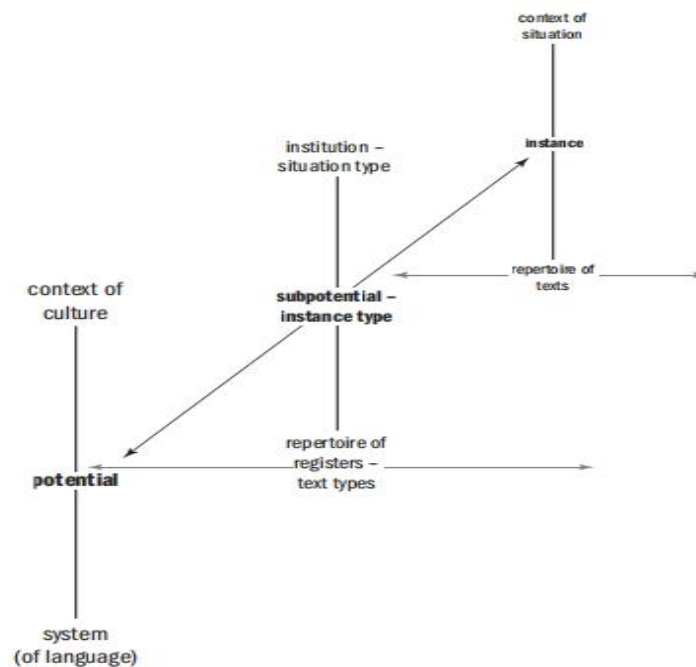 context of
situation
instance
institution –
situation type
repertoire of
texts
context of
culture
subpotential –
instance type
repertoire of
registers –
text types
potential
system
(of language)